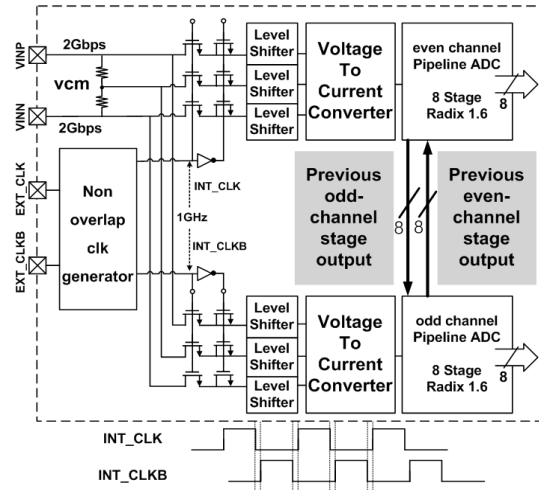 VINP
2Gbps
vcm
VINN
2Gbps
EXT_CLK
EXT_CLKB
Non
overlap
clk
generator
INT_CLK
1GHz
INT_CLKB
Level
Shifter
Level
Shifter
Level
Shifter
Voltage
To
Current
Converter
even channel
Pipeline ADC
8 Stage
Radix 1.6
8
Previous
odd-
channel
stage
output
8
8
Previous
even-
channel
stage
output
Level
Shifter
Level
Shifter
Level
Shifter
Voltage
To
Current
Converter
odd channel
Pipeline ADC
8 Stage
Radix 1.6
8
INT_CLK
INT_CLKB